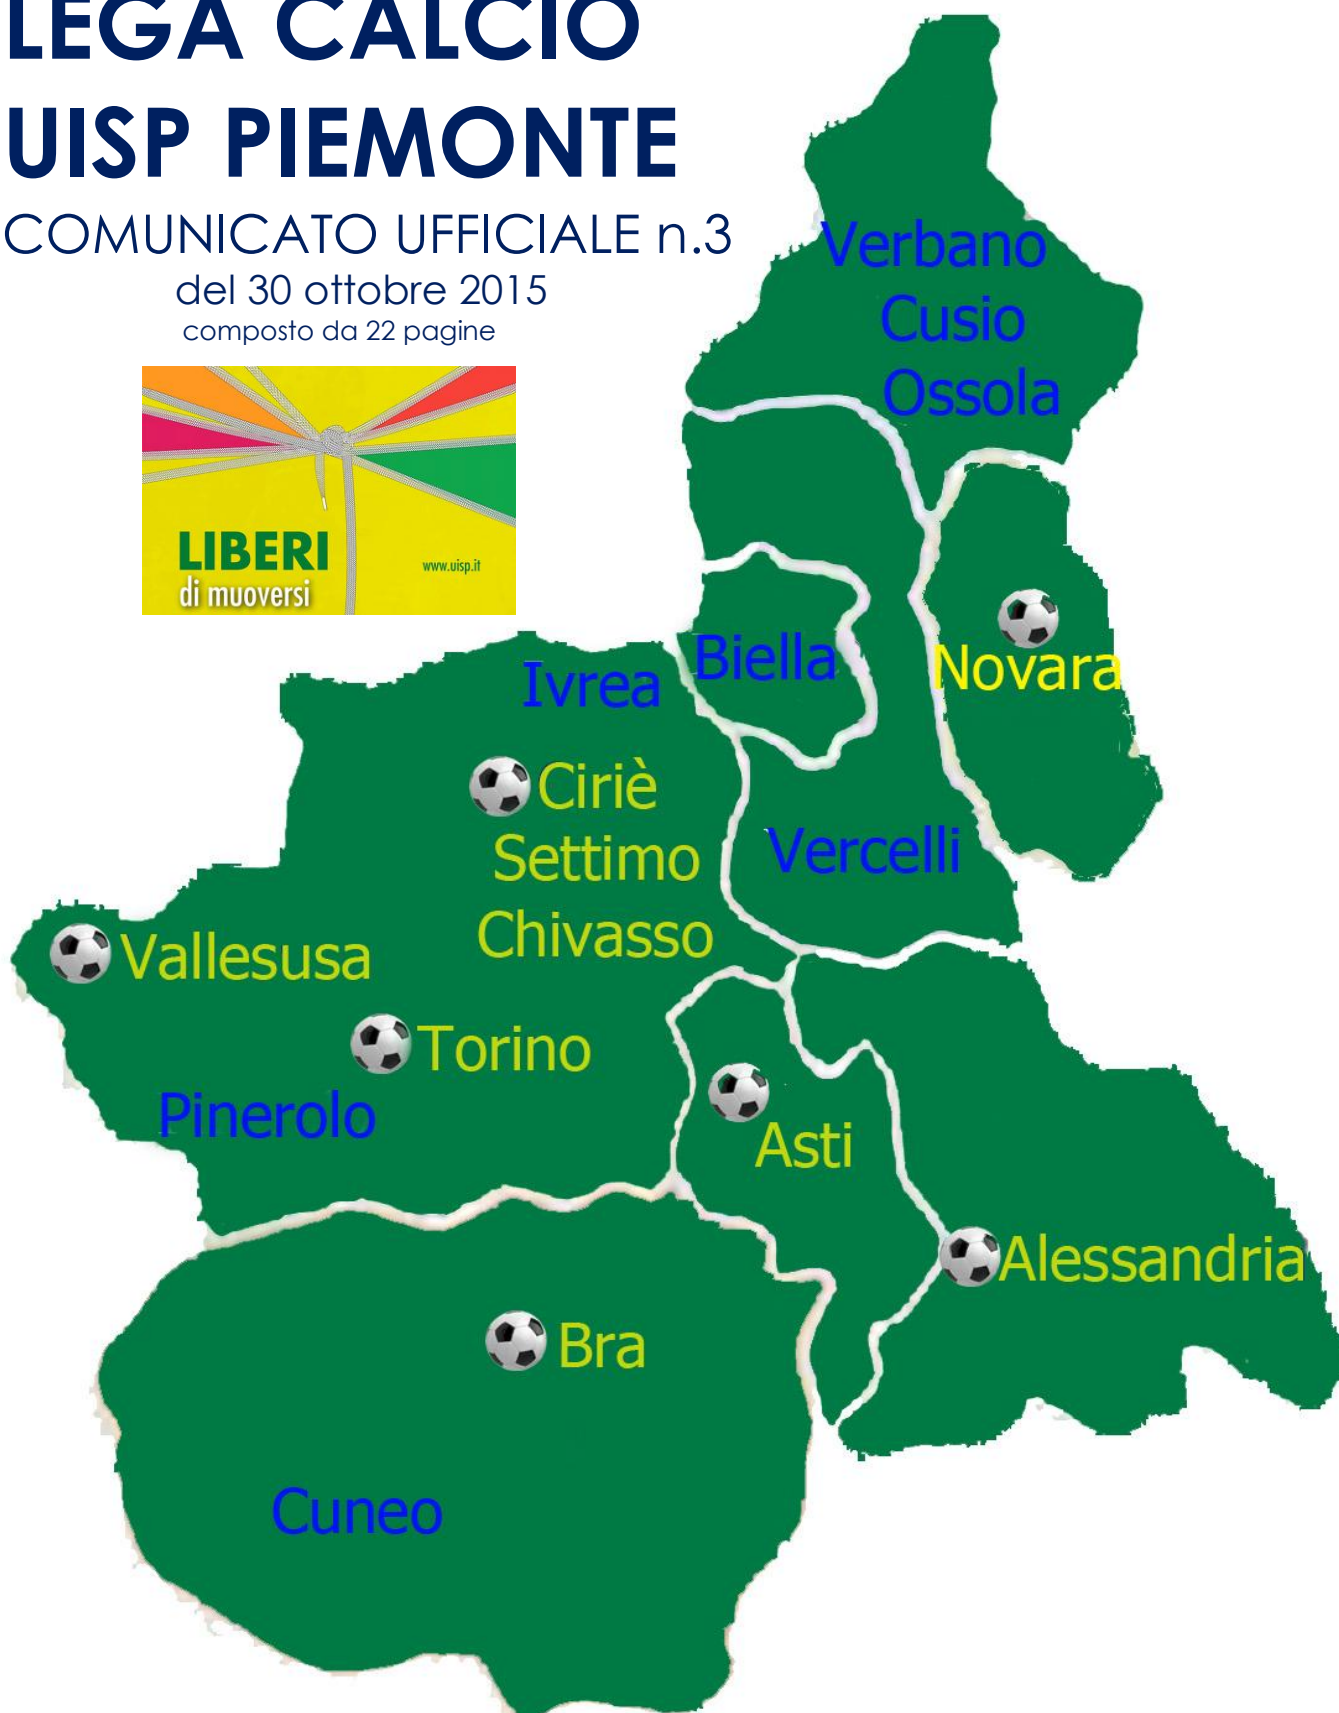 LEGA CALCIO
UISP PIEMONTE
COMUNICATO UFFICIALE n.3
del 30 ottobre 2015
composto da 22 pagine
LIBERI
di muoversi
www.uisp.it
Verbano
Cusio
Ossola
Biella
Novara
Ivrea
Ciriè
Settimo
Chivasso
Vercelli
Vallesusa
Torino
Pinerolo
Asti
Alessandria
Bra
Cuneo